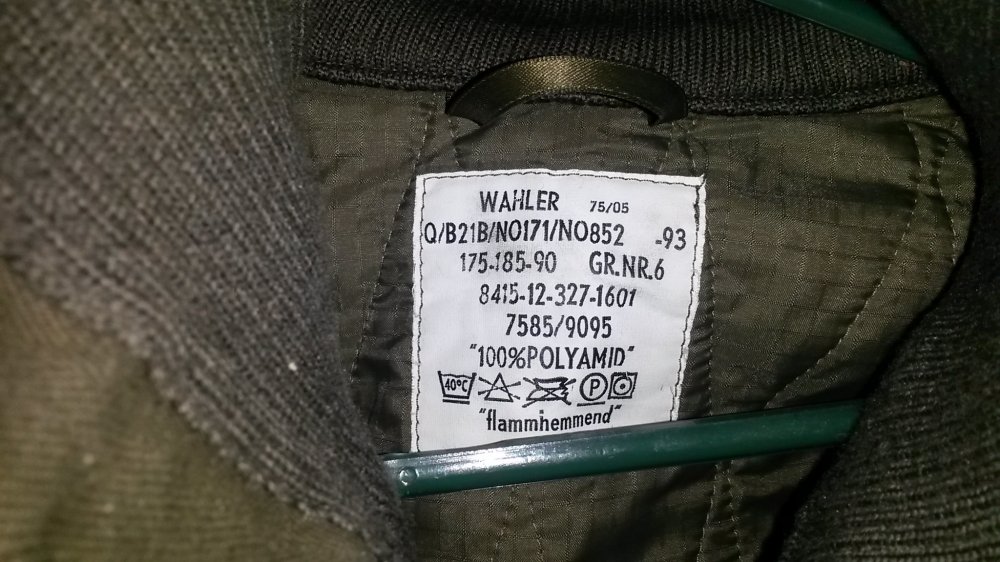 WAHLER 75/05
Q/B21B/NO171/NO852 -93
175-185-90 GR.NR.6
8415-12-327-1601
7585/9095
"100%POLYAMID"
40°C P
"flammhemmend"